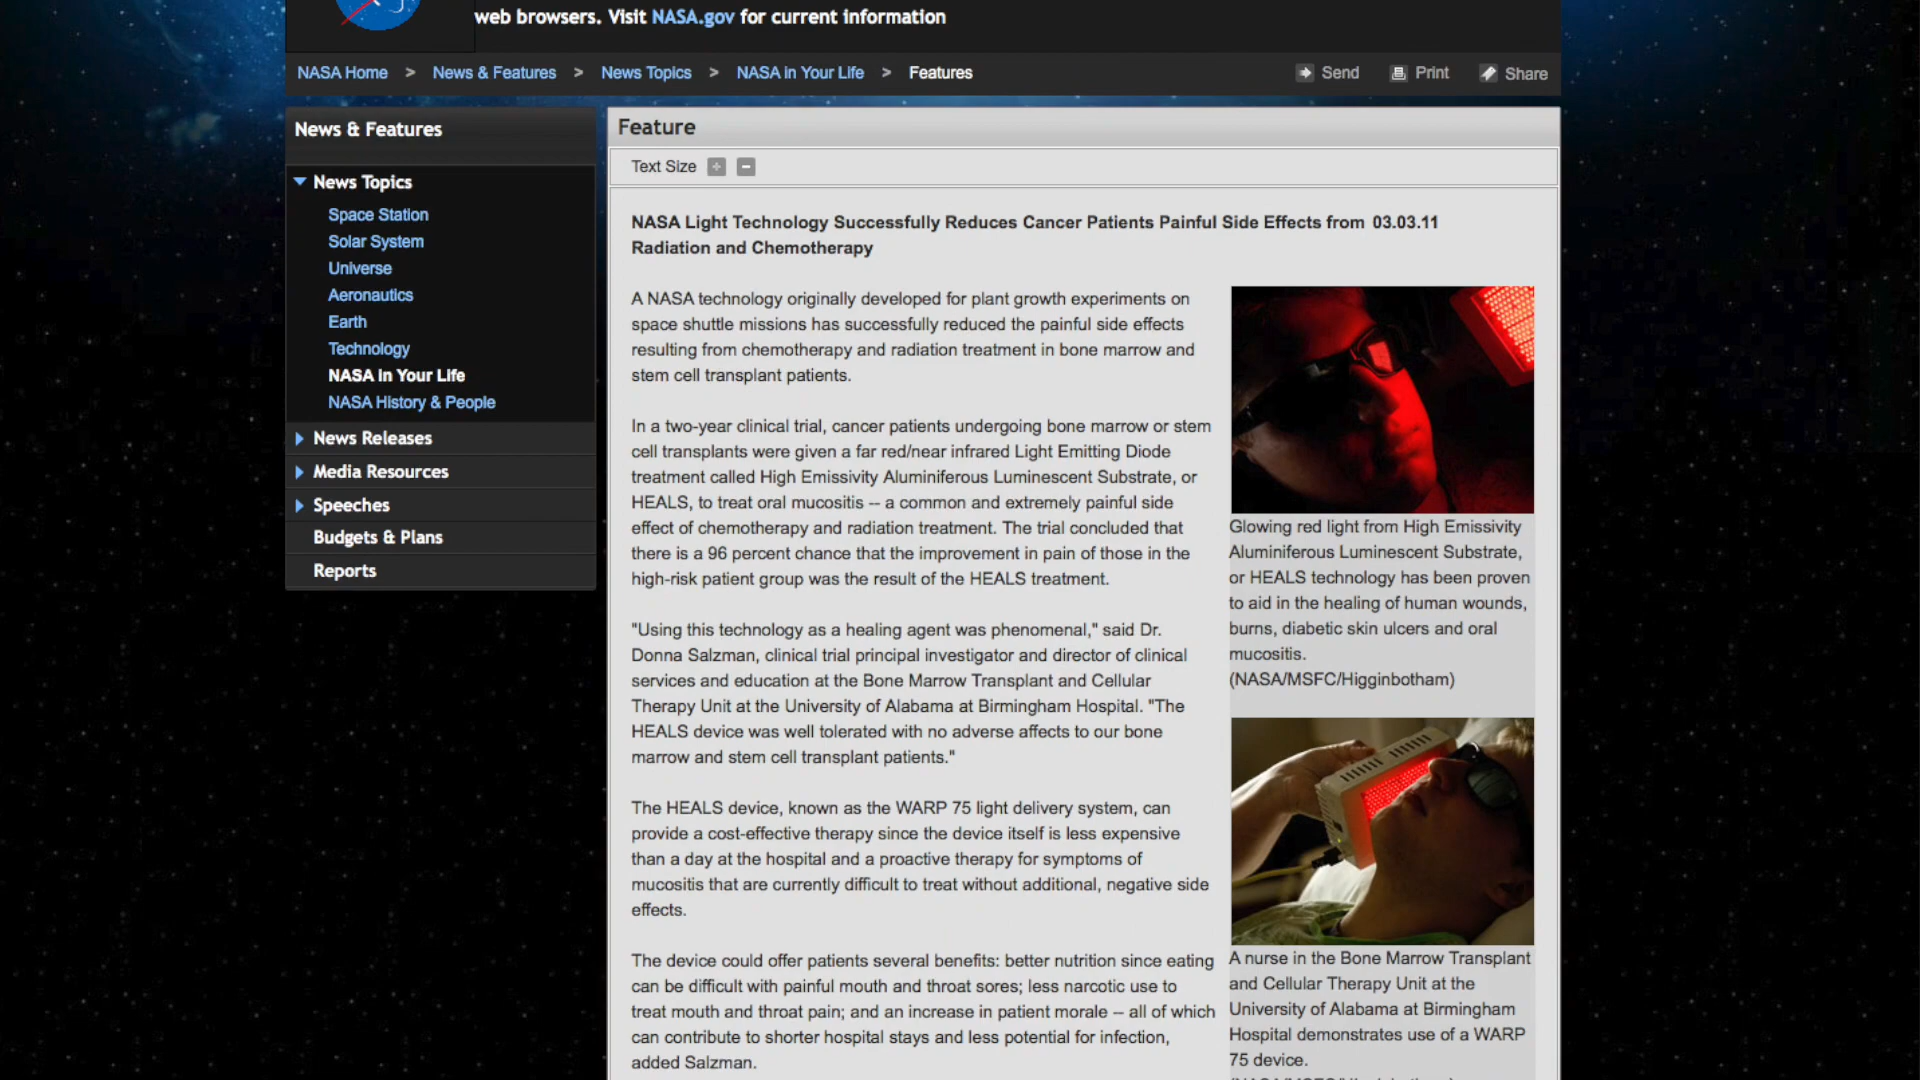 web browsers. Visit NASA.gov for current information
NASA Home > News & Features > News Topics > NASA in Your Life > Features
Send Print Share
News & Features
News Topics
Space Station
Solar System
Universe
Aeronautics
Earth
Technology
NASA in Your Life
NASA History & People
News Releases
Media Resources
Speeches
Budgets & Plans
Reports
Feature
Text Size + -
NASA Light Technology Successfully Reduces Cancer Patients Painful Side Effects from 03.03.11
Radiation and Chemotherapy
A NASA technology originally developed for plant growth experiments on
space shuttle missions has successfully reduced the painful side effects
resulting from chemotherapy and radiation treatment in bone marrow and
stem cell transplant patients.
In a two-year clinical trial, cancer patients undergoing bone marrow or stem
cell transplants were given a far red/near infrared Light Emitting Diode
treatment called High Emissivity Aluminiferous Luminescent Substrate, or
HEALS, to treat oral mucositis -- a common and extremely painful side
effect of chemotherapy and radiation treatment. The trial concluded that
there is a 96 percent chance that the improvement in pain of those in the
high-risk patient group was the result of the HEALS treatment.
"Using this technology as a healing agent was phenomenal," said Dr.
Donna Salzman, clinical trial principal investigator and director of clinical
services and education at the Bone Marrow Transplant and Cellular
Therapy Unit at the University of Alabama at Birmingham Hospital. "The
HEALS device was well tolerated with no adverse affects to our bone
marrow and stem cell transplant patients."
The HEALS device, known as the WARP 75 light delivery system, can
provide a cost-effective therapy since the device itself is less expensive
than a day at the hospital and a proactive therapy for symptoms of
mucositis that are currently difficult to treat without additional, negative side
effects.
The device could offer patients several benefits: better nutrition since eating
can be difficult with painful mouth and throat sores; less narcotic use to
treat mouth and throat pain; and an increase in patient morale -- all of which
can contribute to shorter hospital stays and less potential for infection,
added Salzman.
Glowing red light from High Emissivity
Aluminiferous Luminescent Substrate,
or HEALS technology has been proven
to aid in the healing of human wounds,
burns, diabetic skin ulcers and oral
mucositis.
(NASA/MSFC/Higginbotham)
A nurse in the Bone Marrow Transplant
and Cellular Therapy Unit at the
University of Alabama at Birmingham
Hospital demonstrates use of a WARP
75 device.